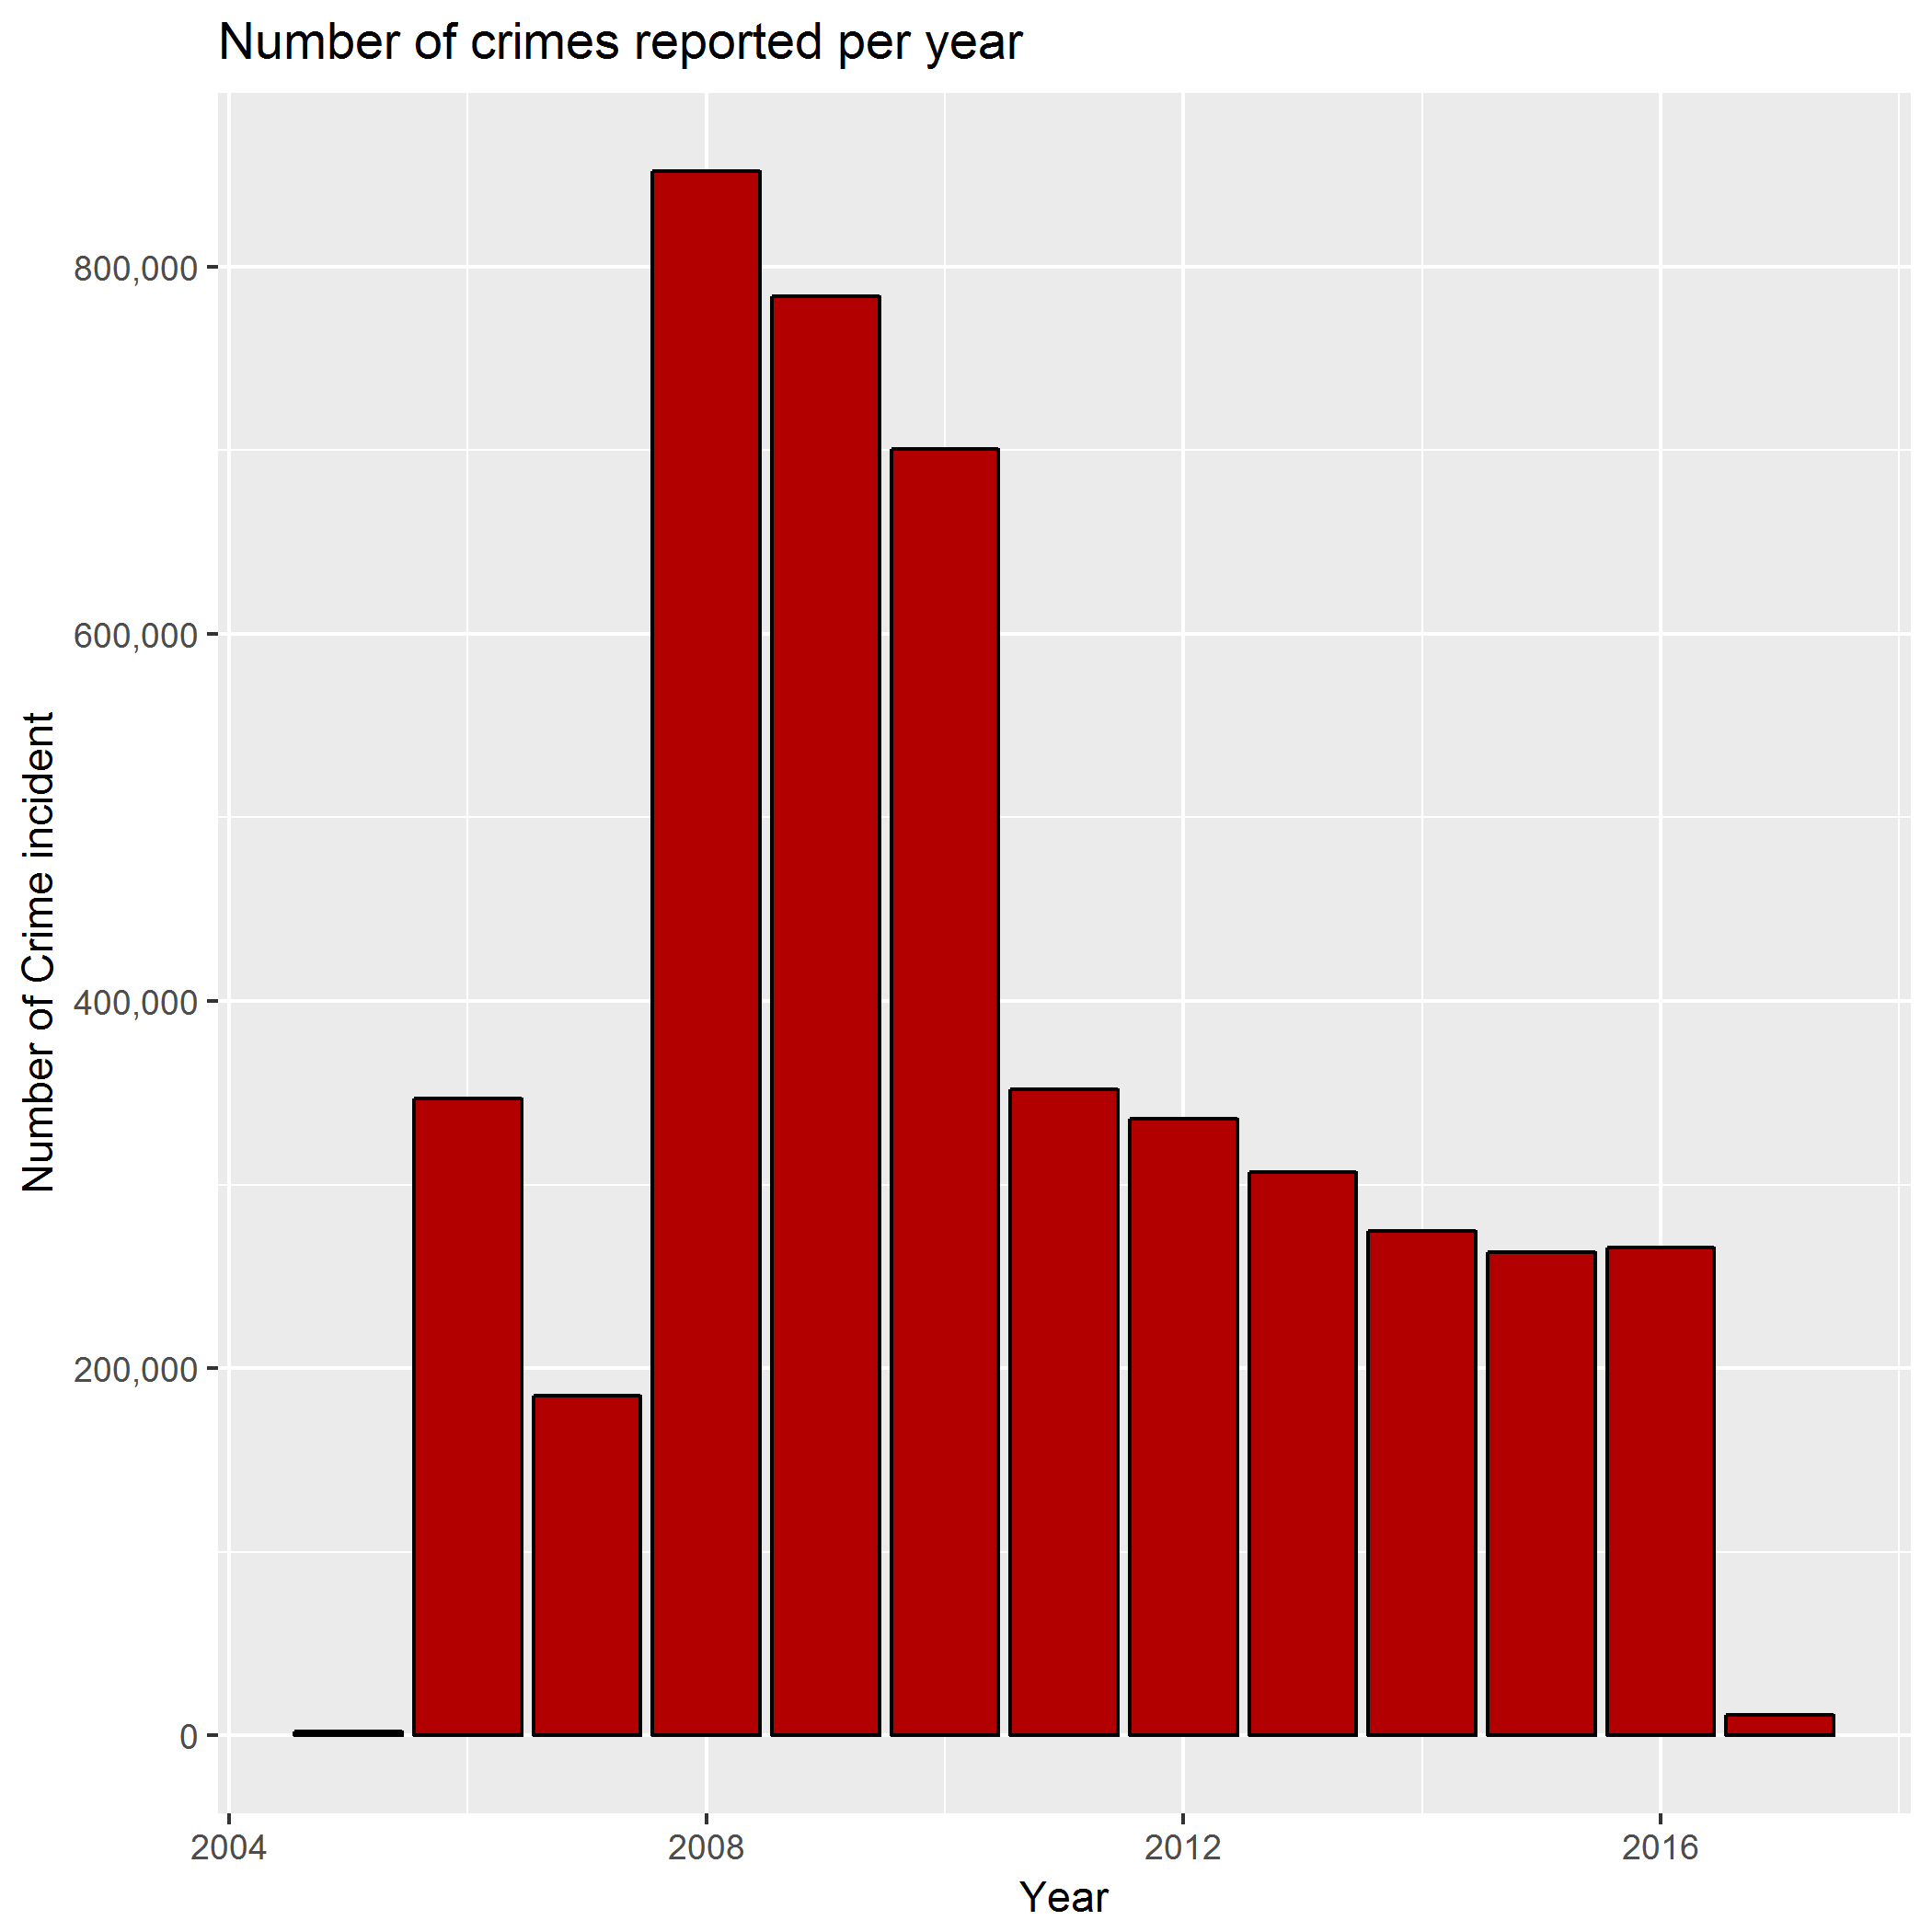 Number of crimes reported per year
Number of Crime incident
800,000
600,000
400,000
200,000
0
2004 2008 2012 2016
Year